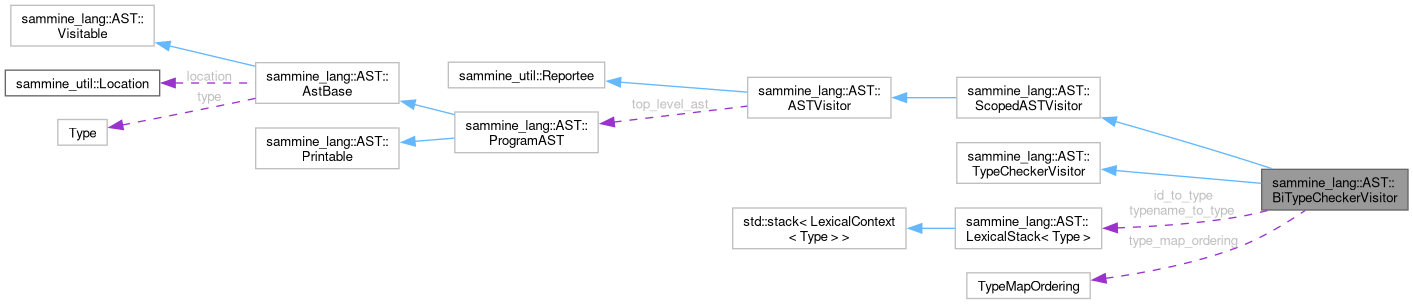 sammine_lang::AST::
Visitable
sammine_util::Location
location
type
Type
sammine_lang::AST::
AstBase
sammine_lang::AST::
Printable
sammine_util::Reportee
sammine_lang::AST::
ProgramAST
top_level_ast
sammine_lang::AST::
ASTVisitor
sammine_lang::AST::
ScopedASTVisitor
sammine_lang::AST::
TypeCheckerVisitor
std::stack< LexicalContext
< Type > >
sammine_lang::AST::
LexicalStack< Type >
id_to_type
typename_to_type
type_map_ordering
TypeMapOrdering
sammine_lang::AST::
BiTypeCheckerVisitor